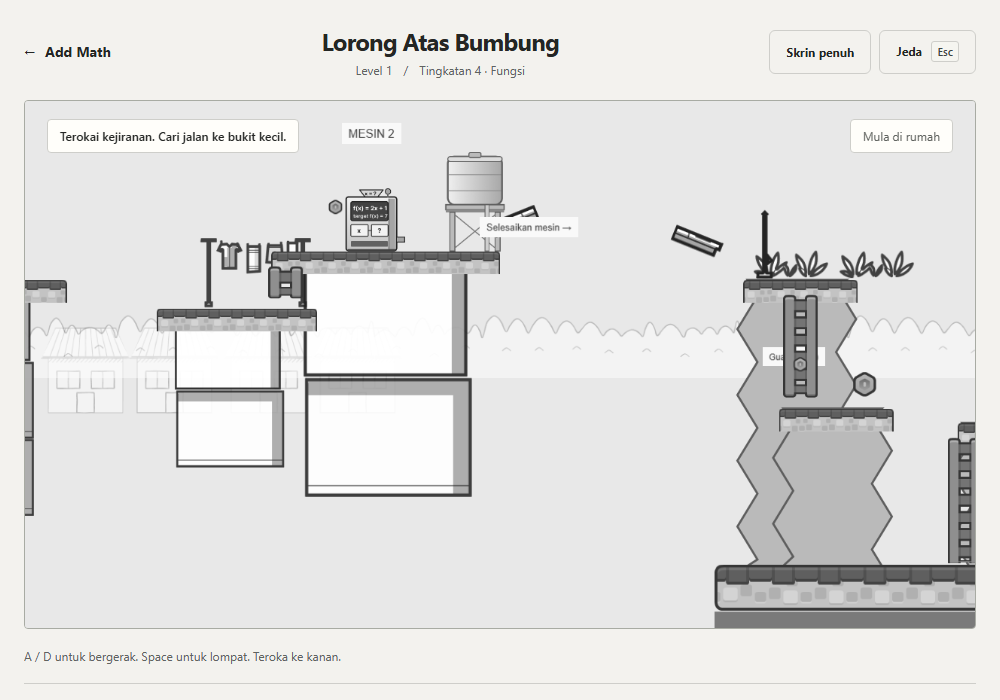 ← Add Math
Lorong Atas Bumbung
Level 1 / Tingkatan 4 · Fungsi
Skrin penuh
Jeda Esc
Terokai kejiranan. Cari jalan ke bukit kecil.
MESIN 2
Mula di rumah
x = ?
f(x) = 2x + 1
target f(x) = 7
x
?
Selesaikan mesin →
A / D untuk bergerak. Space untuk lompat. Teroka ke kanan.